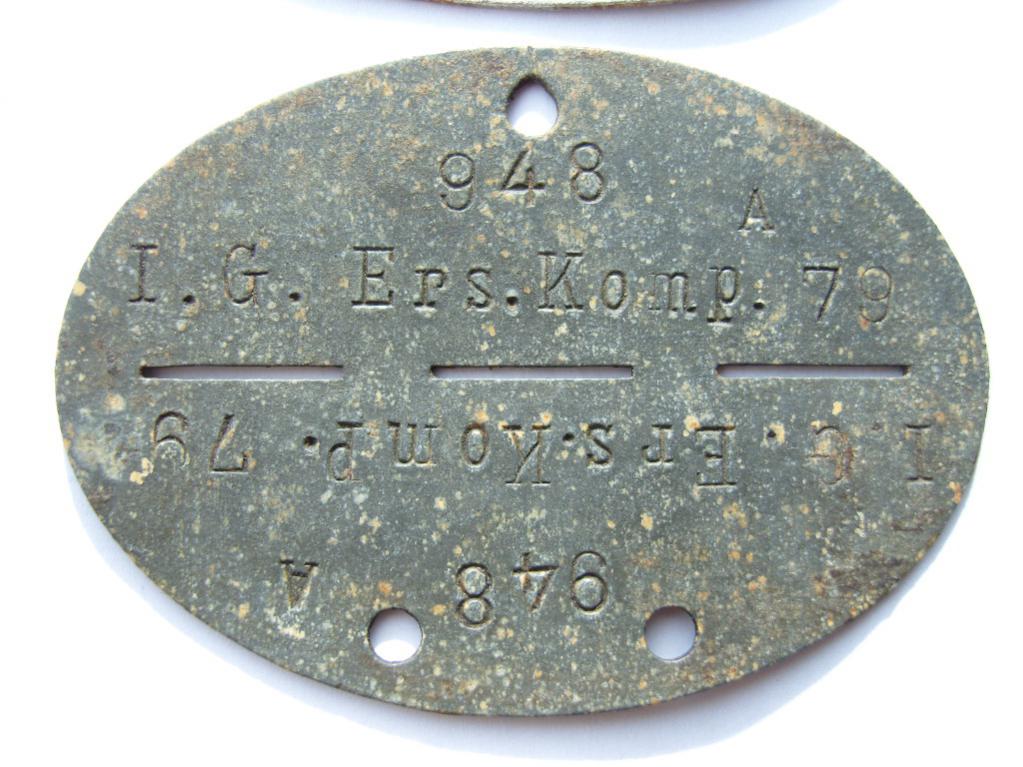 948
A
I. G. Ers. Komp. 79
I. G. Ers. Komp. 79
948
A